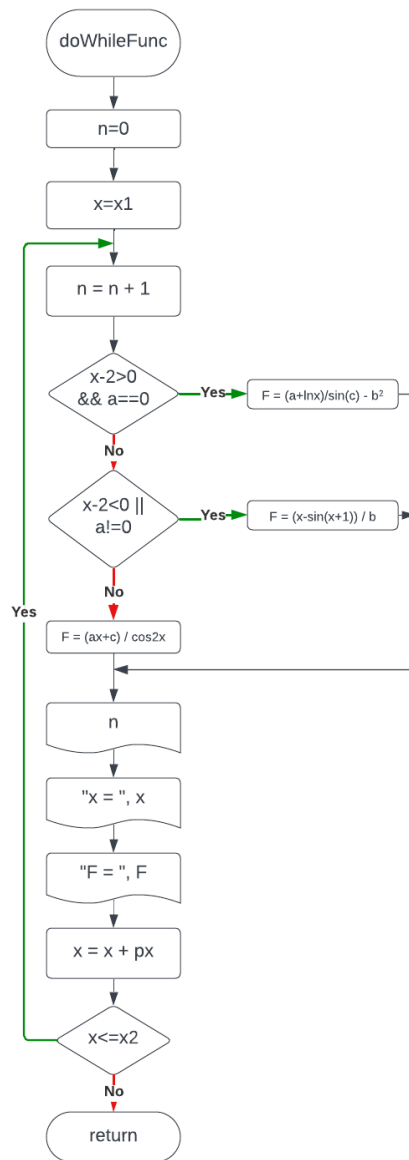 doWhileFunc
n=0
x=x1
n = n + 1
x-2>0
&& a==0
Yes
F = (a+lnx)/sin(c) - b²
No
x-2<0 ||
a!=0
Yes
F = (x-sin(x+1)) / b
No
Yes
F = (ax+c) / cos2x
n
"x = ", x
"F = ", F
x = x + px
x<=x2
No
return